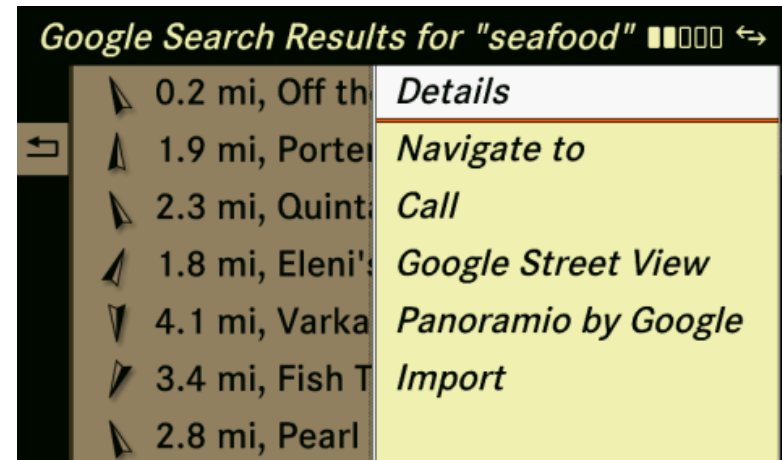 Google Search Results for "seafood"
0.2 mi, Off th
1.9 mi, Porter
2.3 mi, Quinta
1.8 mi, Eleni's
4.1 mi, Varka
3.4 mi, Fish T
2.8 mi, Pearl
Details
Navigate to
Call
Google Street View
Panoramio by Google
Import